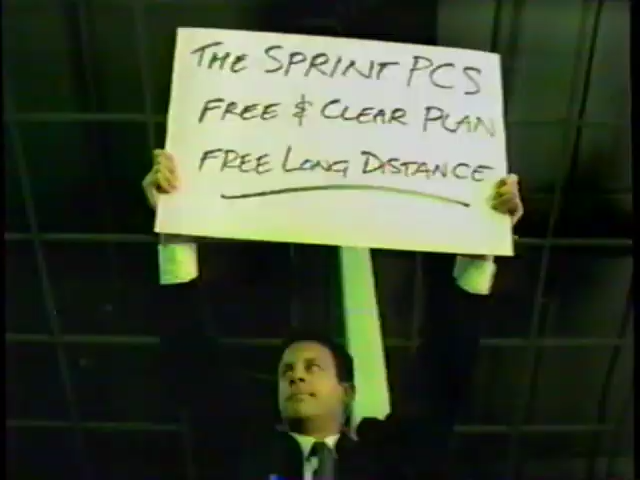 THE SPRINT PCS
FREE & CLEAR PLAN
FREE LONG DISTANCE